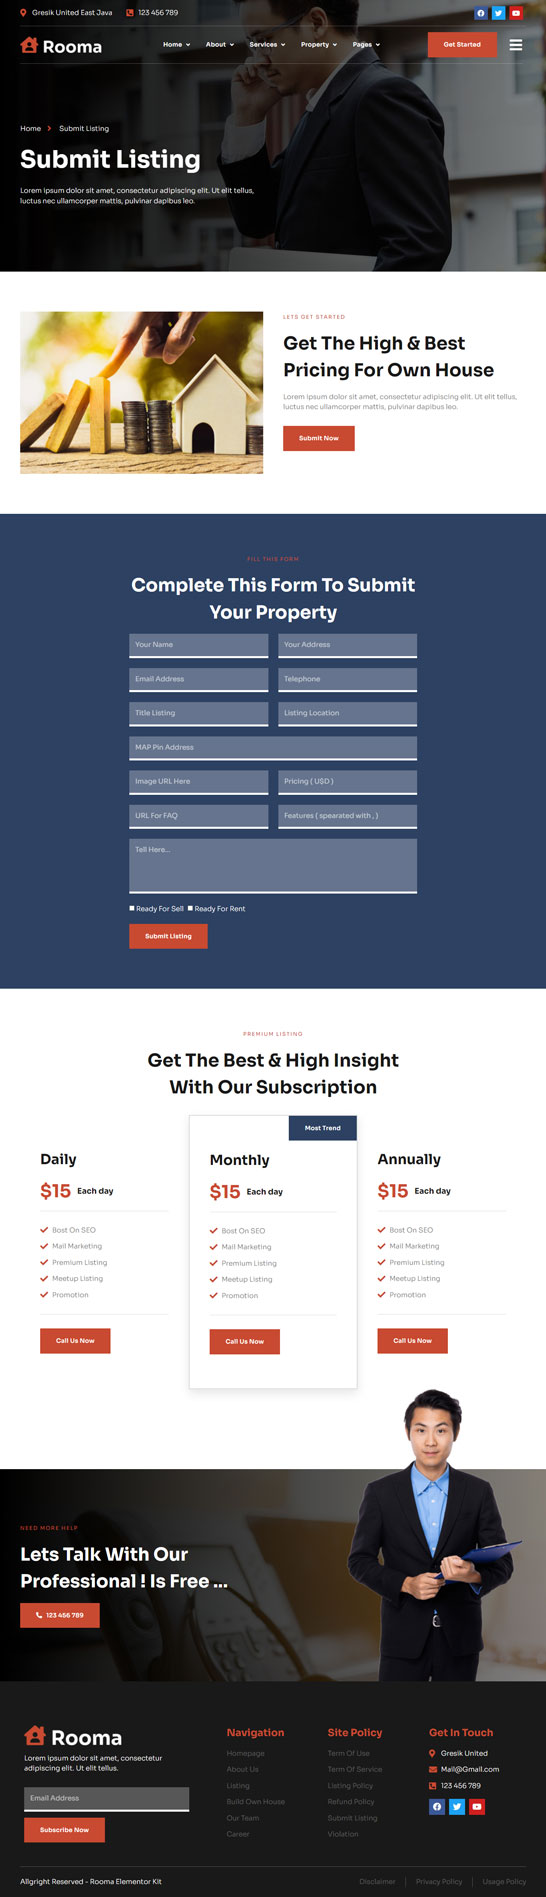 Gresik United East Java 123 456 789
Rooma
Home About Services Property Pages
Get Started
Home Submit Listing
Submit Listing
Lorem ipsum dolor sit amet, consectetur adipiscing elit. Ut elit tellus,
luctus nec ullamcorper mattis, pulvinar dapibus leo.
LETS GET STARTED
Get The High & Best
Pricing For Own House
Lorem ipsum dolor sit amet, consectetur adipiscing elit. Ut elit tellus,
luctus nec ullamcorper mattis, pulvinar dapibus leo.
Submit Now
FILL THIS FORM
Complete This Form To Submit
Your Property
Your Name Your Address
Email Address Telephone
Title Listing Listing Location
MAP Pin Address
Image URL Here Pricing ( USD )
URL For FAQ Features ( spearated with , )
Tell Here...
Ready For Sell Ready For Rent
Submit Listing
PREMIUM LISTING
Get The Best & High Insight
With Our Subscription
Daily
$15 Each day
Bost On SEO
Mail Marketing
Premium Listing
Meetup Listing
Promotion
Call Us Now
Most Trend
Monthly
$15 Each day
Bost On SEO
Mail Marketing
Premium Listing
Meetup Listing
Promotion
Call Us Now
Annually
$15 Each day
Bost On SEO
Mail Marketing
Premium Listing
Meetup Listing
Promotion
Call Us Now
NEED MORE HELP
Lets Talk With Our
Professional ! Is Free ...
123 456 789
Rooma
Lorem ipsum dolor sit amet, consectetur
adipiscing elit. Ut elit tellus.
Email Address
Subscribe Now
Navigation
Homepage
About Us
Listing
Build Own House
Our Team
Career
Site Policy
Term Of Use
Term Of Service
Listing Policy
Refund Policy
Submit Listing
Violation
Get In Touch
Gresik United
Mail@Gmail.com
123 456 789
Allgright Reserved - Rooma Elementor Kit
Disclaimer Privacy Policy Usage Policy